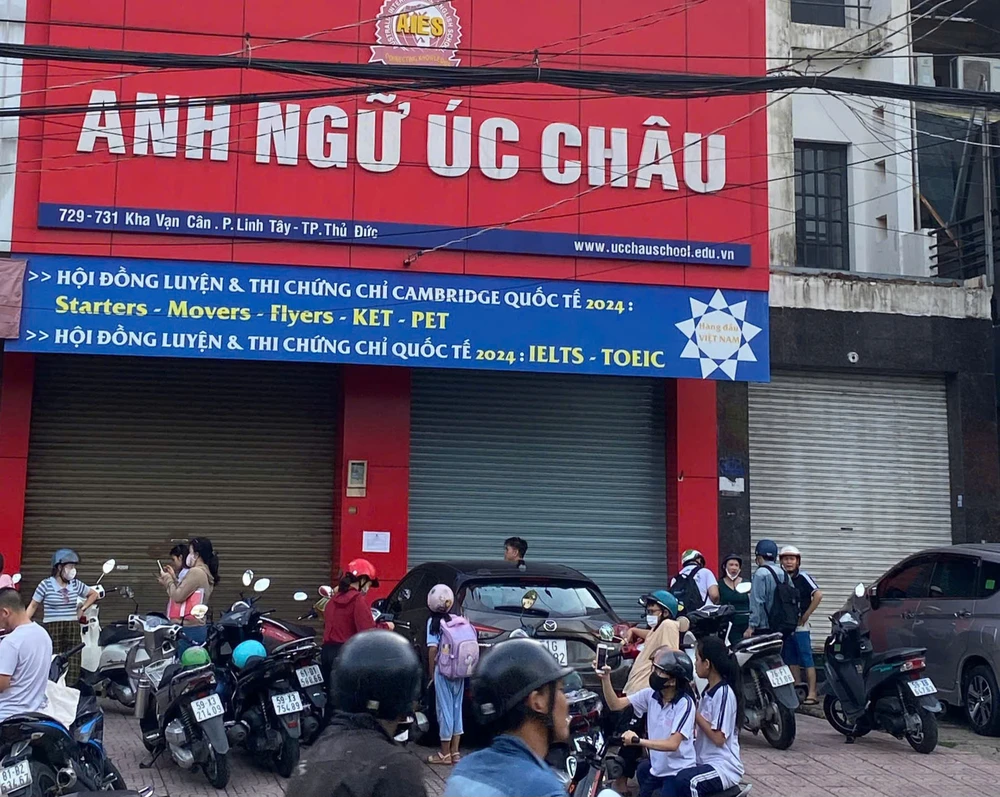 AIES
ANH NGỮ ÚC CHÂU
729-731 Kha Vạn Cân . P.Linh Tây - TP.Thủ Đức
www.ucchauschool.edu.vn
>> HỘI ĐỒNG LUYỆN & THI CHỨNG CHỈ CAMBRIDGE QUỐC TẾ 2024 :
Starters - Movers - Flyers - KET - PET
>> HỘI ĐỒNG LUYỆN & THI CHỨNG CHỈ QUỐC TẾ 2024 : IELTS - TOEIC
Hàng đầu
VIỆT NAM